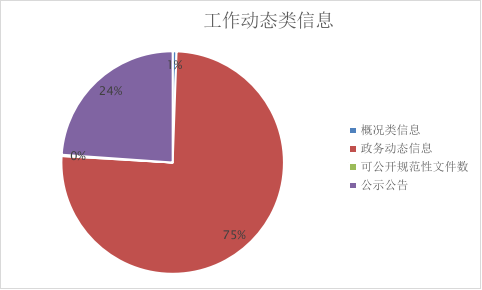 工作动态类信息
1%
24%
0%
75%
概况类信息
政务动态信息
可公开规范性文件数
公示公告